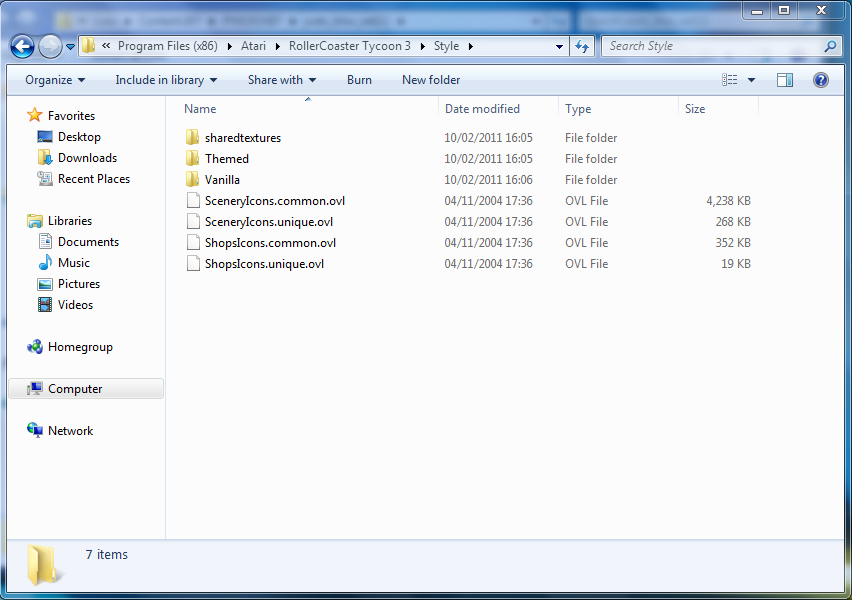 « Program Files (x86) Atari RollerCoaster Tycoon 3 Style Search Style
Organize Include in library Share with Burn New folder
Favorites
Desktop
Downloads
Recent Places
Libraries
Documents
Music
Pictures
Videos
Homegroup
Computer
Network
Name Date modified Type Size
sharedtextures 10/02/2011 16:05 File folder
Themed 10/02/2011 16:05 File folder
Vanilla 10/02/2011 16:06 File folder
SceneryIcons.common.ovl 04/11/2004 17:36 OVL File 4,238 KB
SceneryIcons.unique.ovl 04/11/2004 17:36 OVL File 268 KB
ShopsIcons.common.ovl 04/11/2004 17:36 OVL File 352 KB
ShopsIcons.unique.ovl 04/11/2004 17:36 OVL File 19 KB
7 items